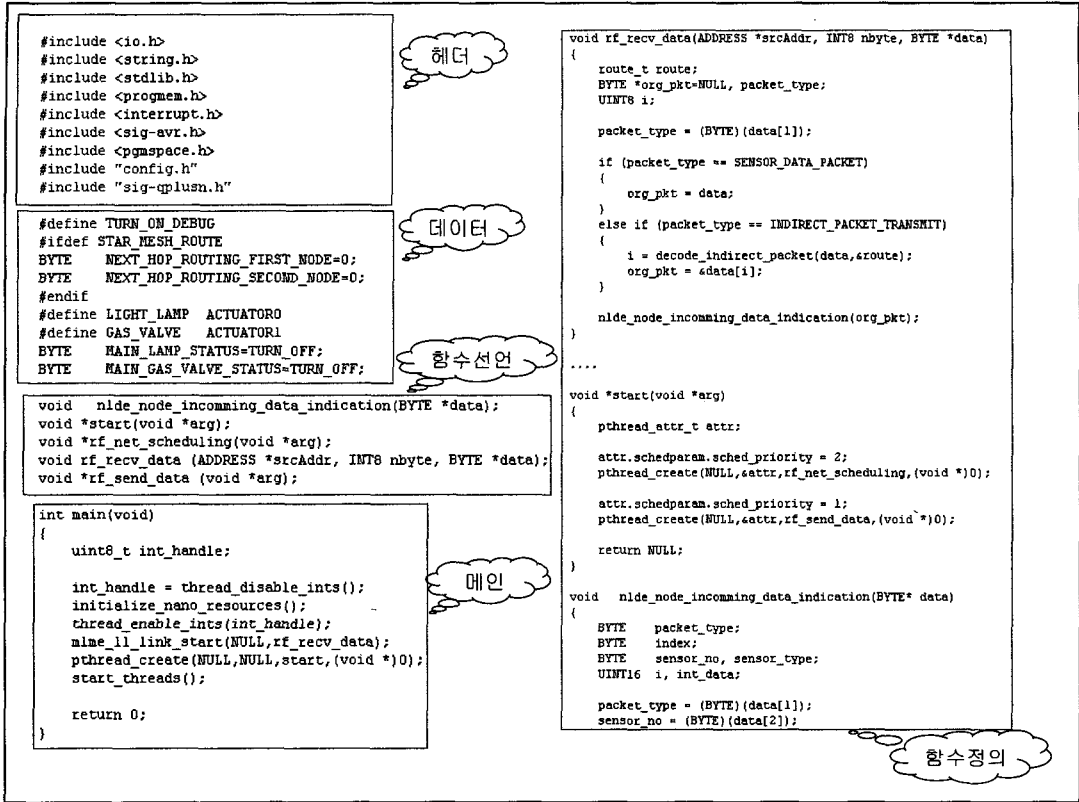 #include <io.h>
#include <string.h>
#include <stdlib.h>
#include <progmem.h>
#include <interrupt.h>
#include <sig-avr.h>
#include <pgmspace.h>
#include "config.h"
#include "sig-qplusn.h"
헤더
#define TURN_ON_DEBUG
#ifdef STAR_MESH_ROUTE
BYTE NEXT_HOP_ROUTING_FIRST_NODE=0;
BYTE NEXT_HOP_ROUTING_SECOND_NODE=0;
#endif
#define LIGHT_LAMP ACTUATOR0
#define GAS_VALVE ACTUATOR1
BYTE MAIN_LAMP_STATUS=TURN_OFF;
BYTE MAIN_GAS_VALVE_STATUS=TURN_OFF;
데이터
함수선언
void nlde_node_incomming_data_indication(BYTE *data);
void *start(void *arg);
void *rf_net_scheduling(void *arg);
void rf_recv_data (ADDRESS *srcAddr, INT8 nbyte, BYTE *data);
void *rf_send_data (void *arg);
int main(void)
{
uint8_t int_handle;
int_handle = thread_disable_ints();
initialize_nano_resources();
thread_enable_ints(int_handle);
mlme_ll_link_start(NULL,rf_recv_data);
pthread_create(NULL,NULL,start,(void *)0);
start_threads();
return 0;
}
메인
void rf_recv_data(ADDRESS *srcAddr, INT8 nbyte, BYTE *data)
{
route_t route;
BYTE *org_pkt=NULL, packet_type;
UINT8 i;
packet_type = (BYTE)(data[1]);
if (packet_type == SENSOR_DATA_PACKET)
{
org_pkt = data;
}
else if (packet_type == INDIRECT_PACKET_TRANSMIT)
{
i = decode_indirect_packet(data,&route);
org_pkt = &data[i];
}
nlde_node_incomming_data_indication(org_pkt);
}
....
void *start(void *arg)
{
pthread_attr_t attr;
attr.schedparam.sched_priority = 2;
pthread_create(NULL,&attr,rf_net_scheduling,(void *)0);
attr.schedparam.sched_priority = 1;
pthread_create(NULL,&attr,rf_send_data,(void *)0);
return NULL;
}
void nlde_node_incomming_data_indication(BYTE* data)
{
BYTE packet_type;
BYTE index;
BYTE sensor_no, sensor_type;
UINT16 i, int_data;
packet_type = (BYTE)(data[1]);
sensor_no = (BYTE)(data[2]);
함수정의